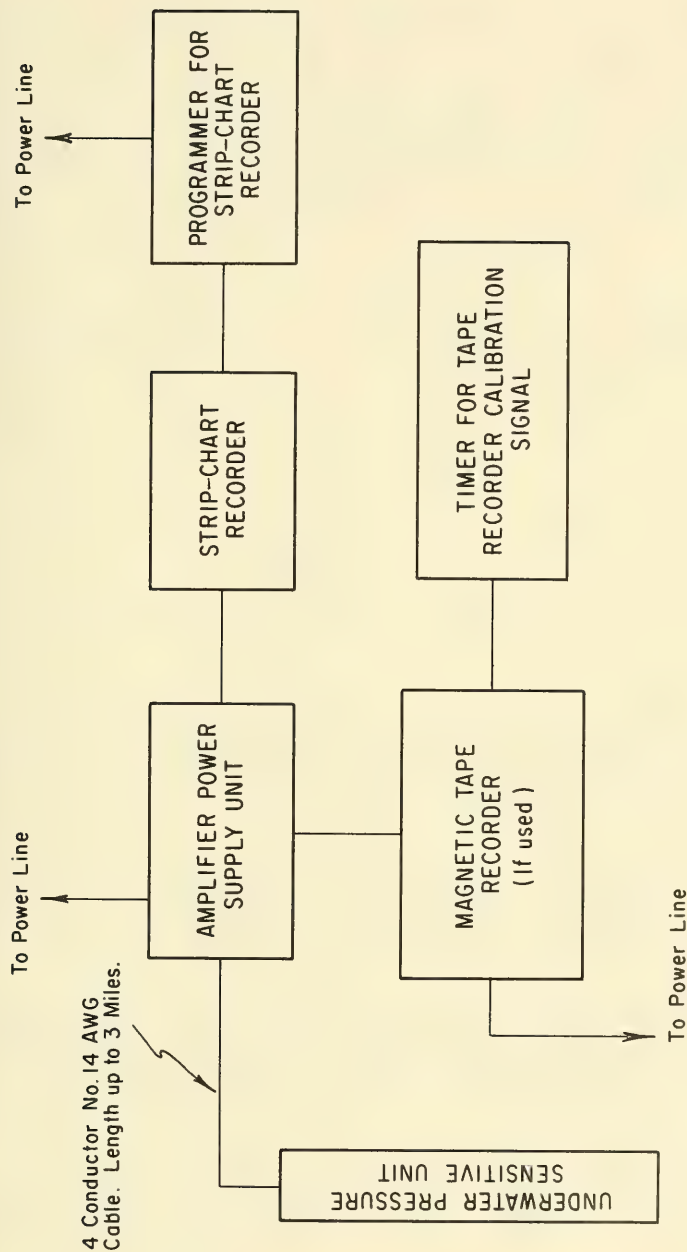 To Power Line
PROGRAMMER FOR
STRIP-CHART
RECORDER
STRIP-CHART
RECORDER
TIMER FOR TAPE
RECORDER CALIBRATION
SIGNAL
To Power Line
AMPLIFIER POWER
SUPPLY UNIT
MAGNETIC TAPE
RECORDER
(If used)
To Power Line
4 Conductor No. 14 AWG
Cable. Length up to 3 Miles.
UNDERWATER PRESSURE
SENSITIVE UNIT